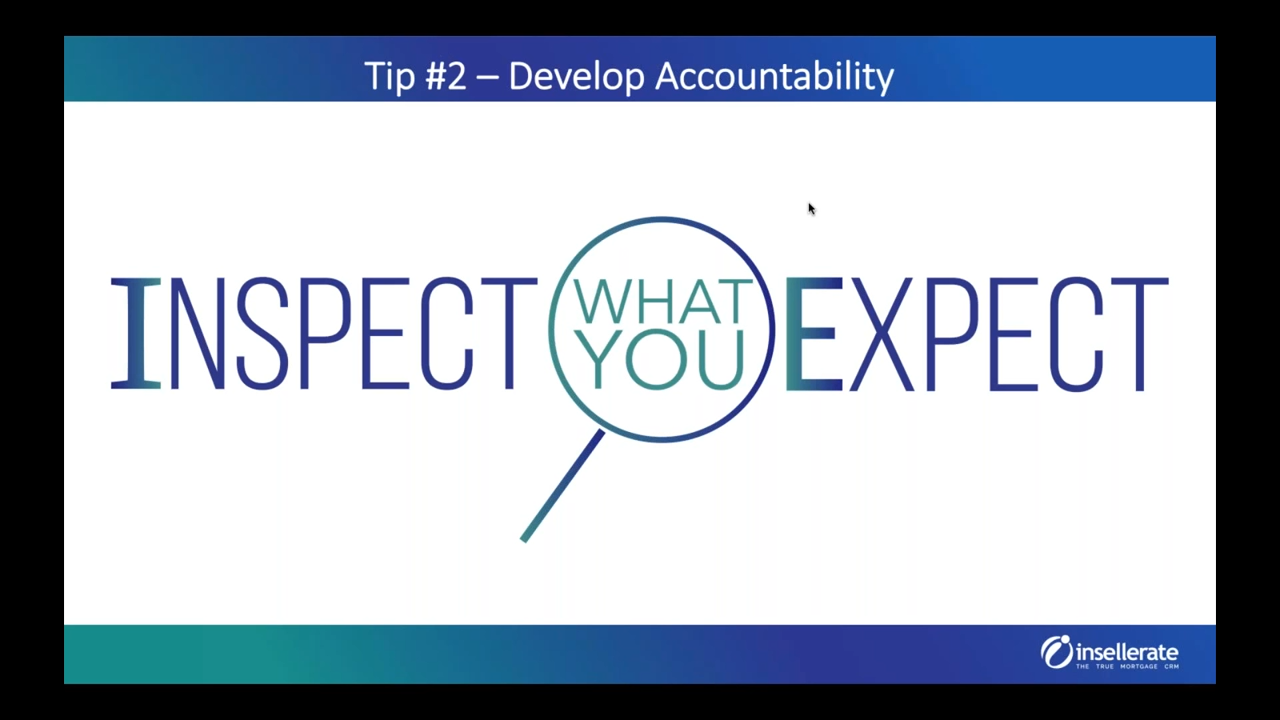 Tip #2 – Develop Accountability
INSPECT WHAT YOU EXPECT
insellerate
THE TRUE MORTGAGE CRM